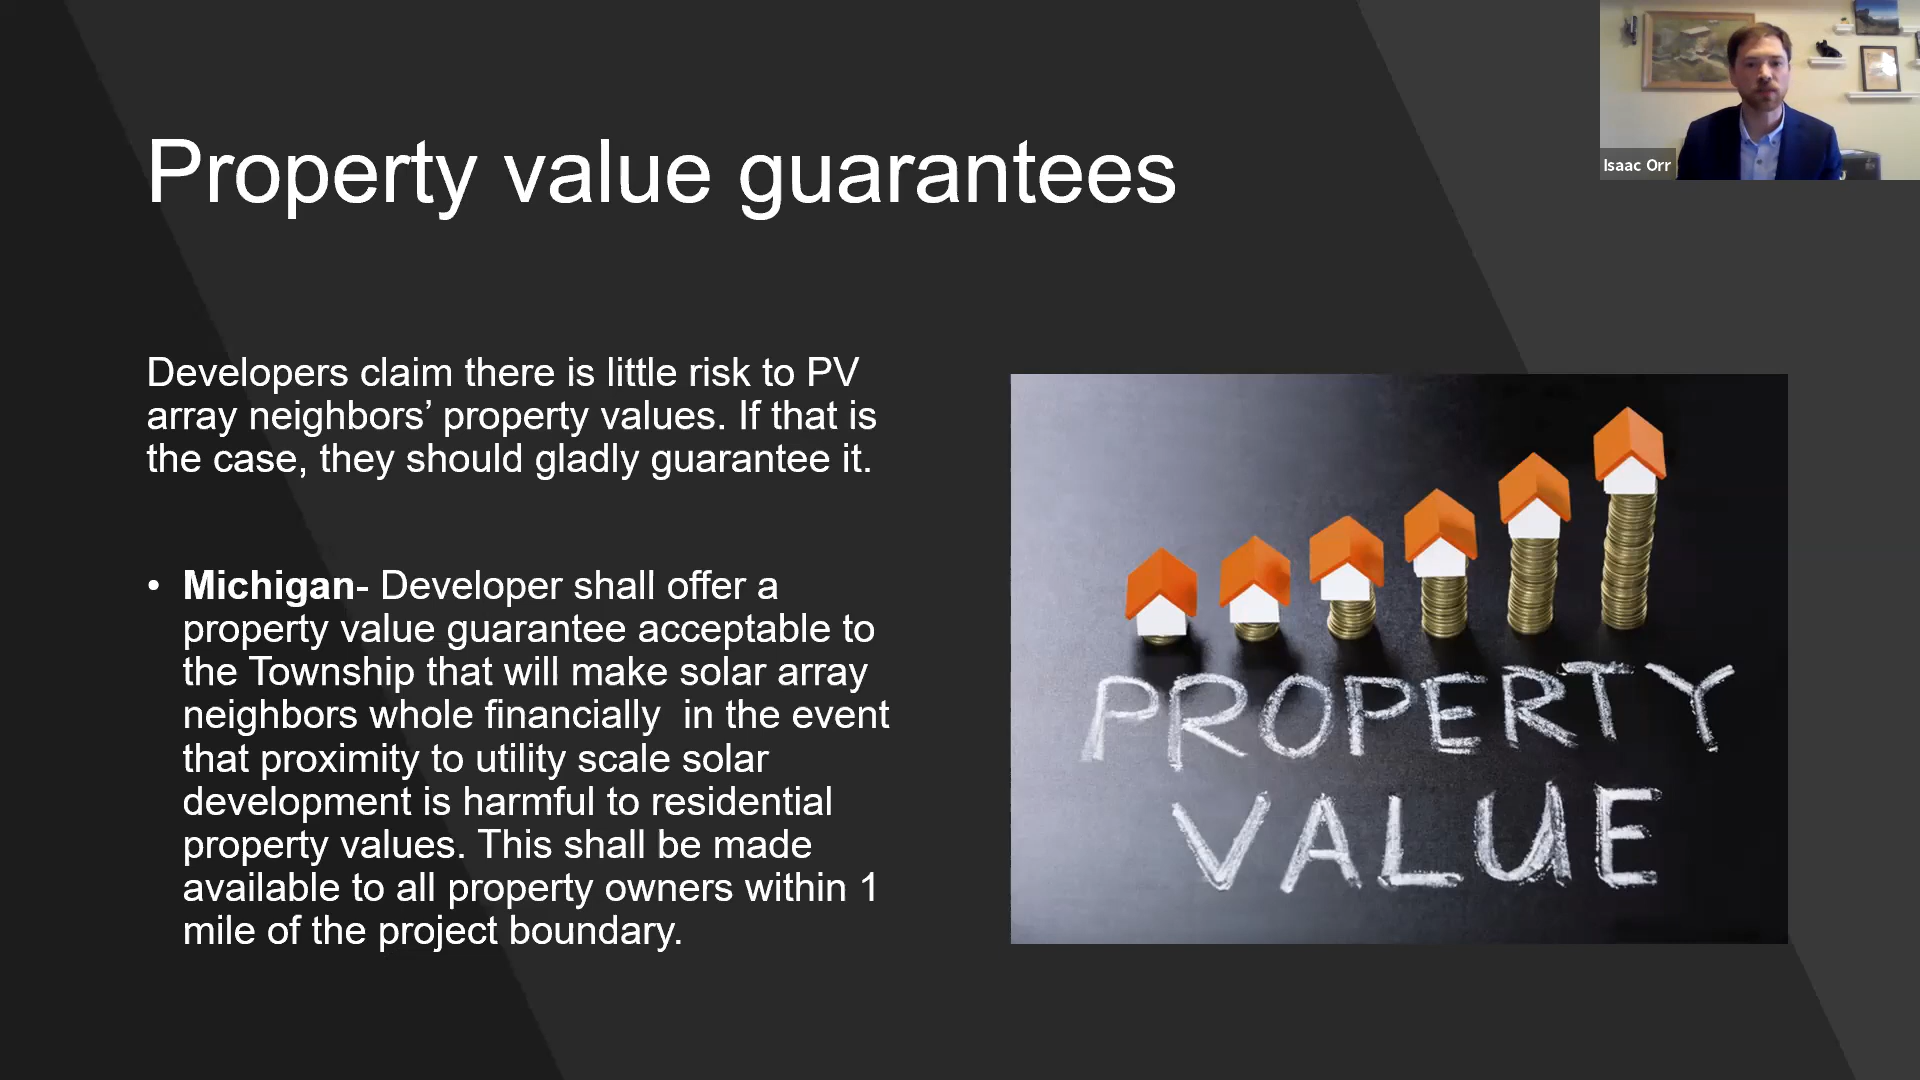 Property value guarantees
Isaac Orr
Developers claim there is little risk to PV
array neighbors’ property values. If that is
the case, they should gladly guarantee it.
• Michigan- Developer shall offer a
property value guarantee acceptable to
the Township that will make solar array
neighbors whole financially  in the event
that proximity to utility scale solar
development is harmful to residential
property values. This shall be made
available to all property owners within 1
mile of the project boundary.
PROPERTY
VALUE